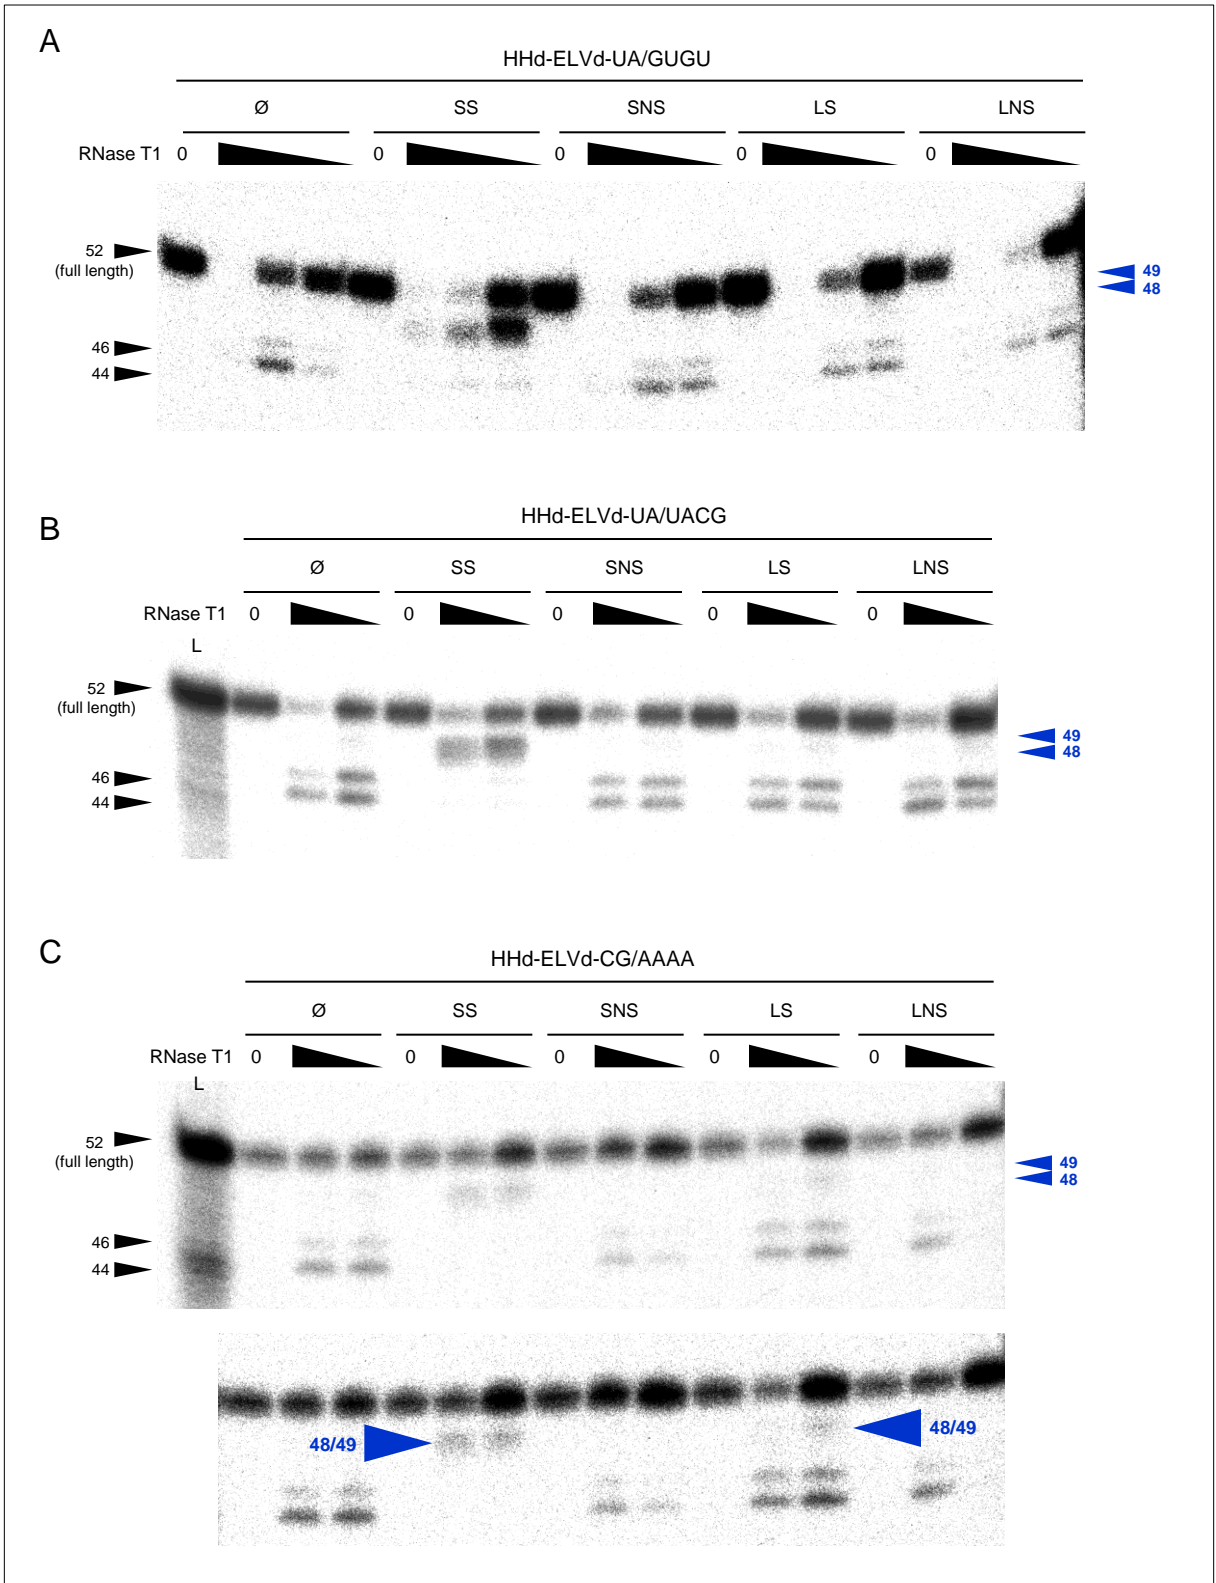 A
HHd-ELVd-UA/GUGU
Ø SS SNS LS LNS
RNase T1 0 0 0 0 0
52
(full length)
49
48
46
44
B
HHd-ELVd-UA/UACG
Ø SS SNS LS LNS
RNase T1 0 0 0 0 0
L
52
(full length)
49
48
46
44
C
HHd-ELVd-CG/AAAA
Ø SS SNS LS LNS
RNase T1 0 0 0 0 0
L
52
(full length)
49
48
46
44
48/49 48/49